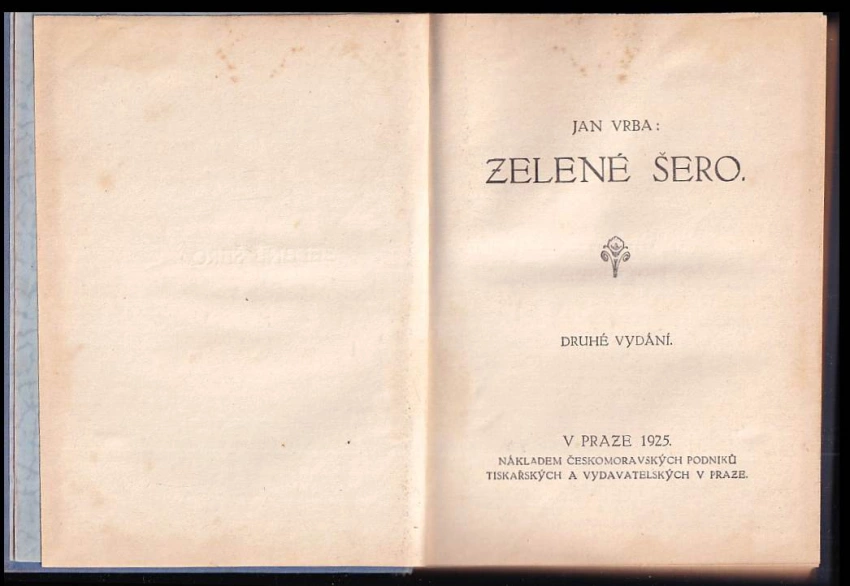 JAN VRBA:
ZELENÉ ŠERO.
DRUHÉ VYDÁNÍ.
V PRAZE 1925.
NÁKLADEM ČESKOMORAVSKÝCH PODNIKŮ
TISKAŘSKÝCH A VYDAVATELSKÝCH V PRAZE.